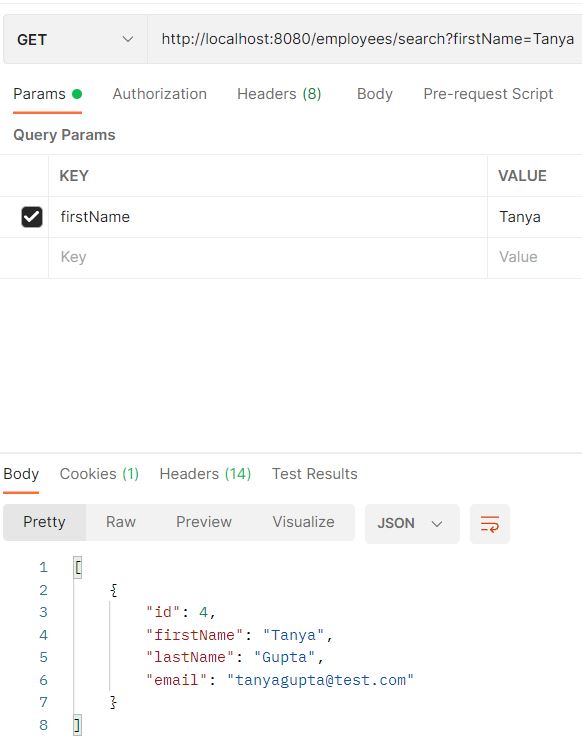 GET http://localhost:8080/employees/search?firstName=Tanya
Params Authorization Headers (8) Body Pre-request Script
Query Params
KEY VALUE
firstName Tanya
Key Value
Body Cookies (1) Headers (14) Test Results
Pretty Raw Preview Visualize JSON
1 [
2 {
3 "id": 4,
4 "firstName": "Tanya",
5 "lastName": "Gupta",
6 "email": "tanyagupta@test.com"
7 }
8 ]